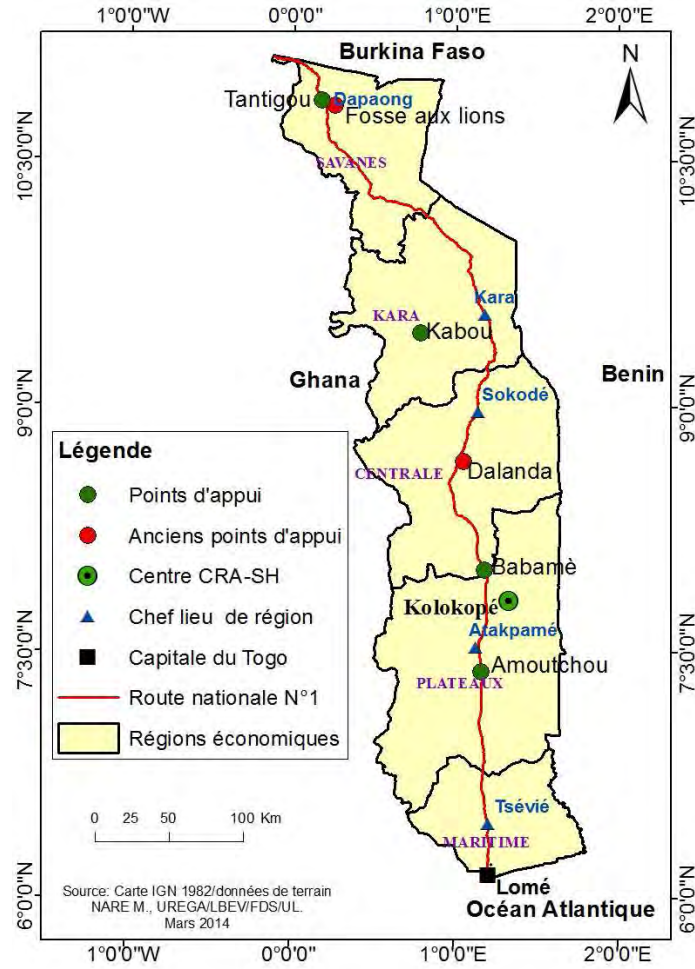 1°0'0"W
0°0'0"
1°0'0"E
2°0'0"E
Burkina Faso
N
Tantigou
Dapaong
Fosse aux lions
10°30'0"N
10°30'0"N
SAVANES
Kara
KARA
Kabou
Ghana
Benin
Sokodé
9°0'0"N
9°0'0"N
Légende
Points d'appui
Anciens points d'appui
Centre CRA-SH
Chef lieu de région
Capitale du Togo
Route nationale N°1
Régions économiques
CENTRALE
Dalanda
Babamè
Kolokopé
Atakpamé
7°30'0"N
7°30'0"N
Amoutchou
PLATEAUX
Tsévié
MARITIME
0 25 50 100 Km
Lomé
Océan Atlantique
6°0'0"N
6°0'0"N
Source: Carte IGN 1982/données de terrain
NARE M., UREGA/LBEV/FDS/UL.
Mars 2014
1°0'0"W
0°0'0"
1°0'0"E
2°0'0"E